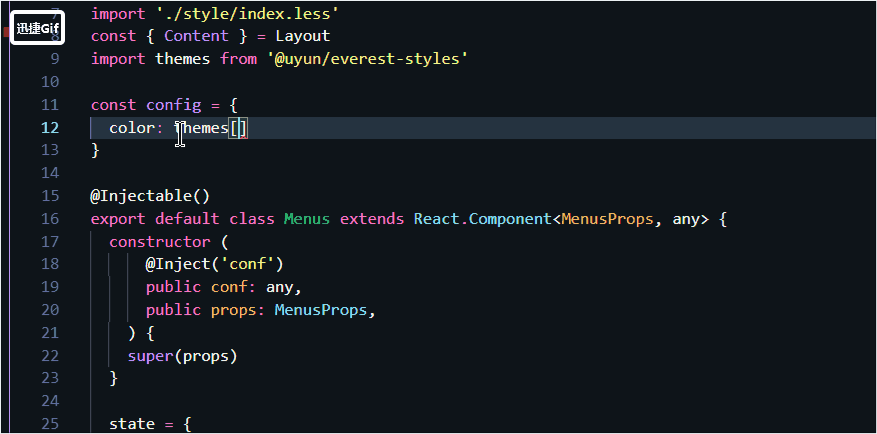 迅捷Gif
7 import './style/index.less'
8 const { Content } = Layout
9 import themes from '@uyun/everest-styles'
10
11 const config = {
12   color: themes[]
13 }
14
15 @Injectable()
16 export default class Menus extends React.Component<MenusProps, any> {
17   constructor (
18       @Inject('conf')
19       public conf: any,
20       public props: MenusProps,
21     ) {
22     super(props)
23   }
24
25   state = {